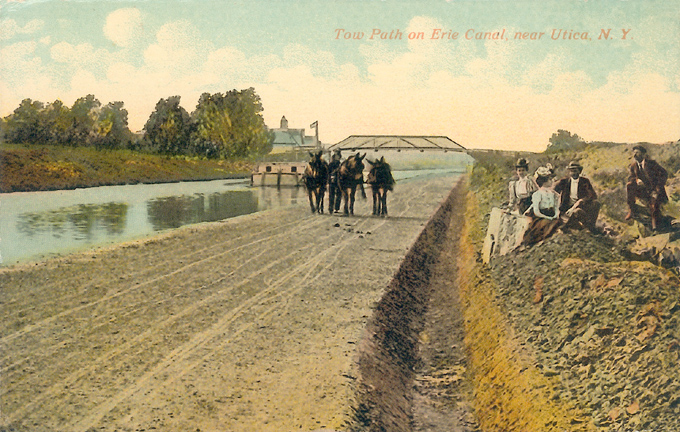 Tow Path on Erie Canal, near Utica, N. Y.